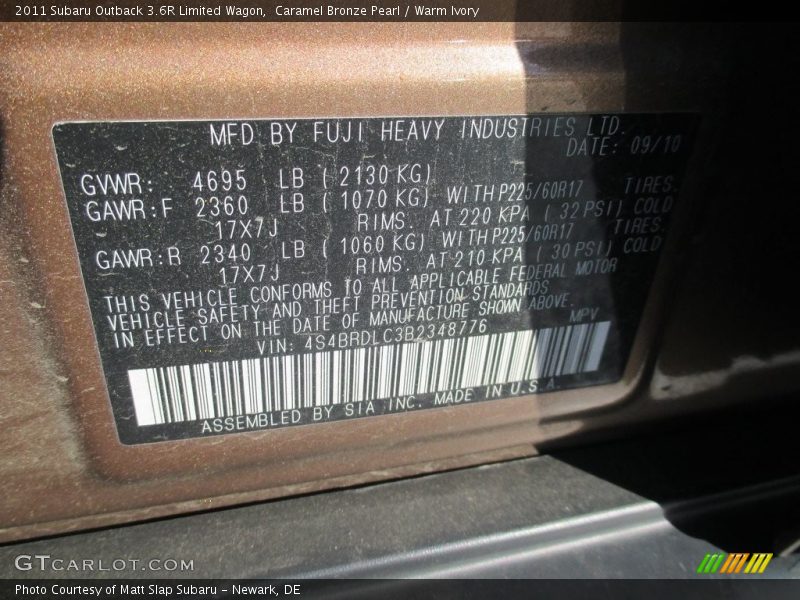 2011 Subaru Outback 3.6R Limited Wagon,  Caramel Bronze Pearl / Warm Ivory
MFD BY FUJI HEAVY INDUSTRIES LTD.
DATE: 09/10
GVWR: 4695 LB ( 2130 KG)
GAWR:F 2360 LB ( 1070 KG) WITH P225/60R17 TIRES.
17X7J RIMS. AT 220 KPA ( 32 PSI) COLD
GAWR:R 2340 LB ( 1060 KG) WITH P225/60R17 TIRES.
17X7J RIMS. AT 210 KPA ( 30 PSI) COLD
THIS VEHICLE CONFORMS TO ALL APPLICABLE FEDERAL MOTOR
VEHICLE SAFETY AND THEFT PREVENTION STANDARDS
IN EFFECT ON THE DATE OF MANUFACTURE SHOWN ABOVE.
VIN: 4S4BRDLC3B2348776 MPV
ASSEMBLED BY SIA INC. MADE IN U.S.A.
GTCARLOT.COM
Photo Courtesy of Matt Slap Subaru – Newark, DE